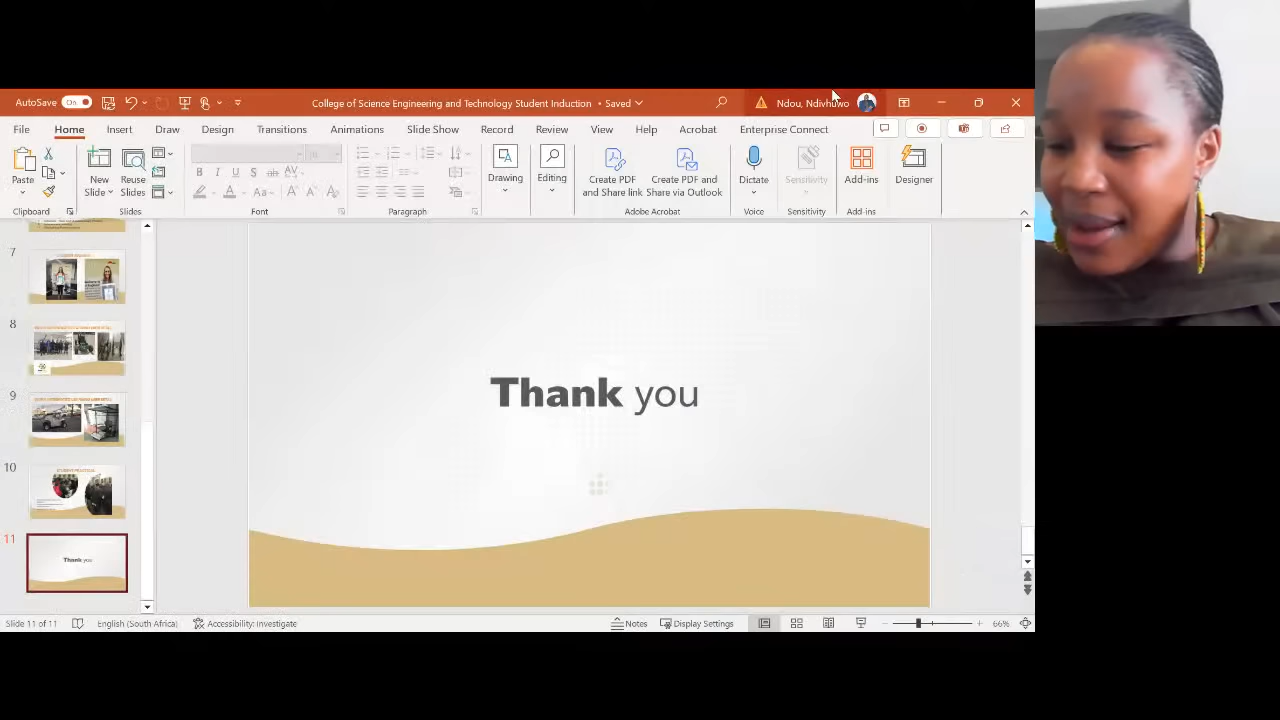 AutoSave On
College of Science Engineering and Technology Student Induction • Saved
Ndou, Ndivhuwo
File Home Insert Draw Design Transitions Animations Slide Show Record Review View Help Acrobat Enterprise Connect
Paste
New Slide
Reuse Slides
Drawing
Editing
Create PDF and Share link
Create PDF and Share via Outlook
Dictate
Sensitivity
Add-ins
Designer
Clipboard
Slides
Font
Paragraph
Adobe Acrobat
Voice
Sensitivity
Add-ins
7
8
9
10
STUDENT PRACTICAL
11
Thank you
Thank you
Slide 11 of 11
English (South Africa)
Accessibility: Investigate
Notes
Display Settings
66%